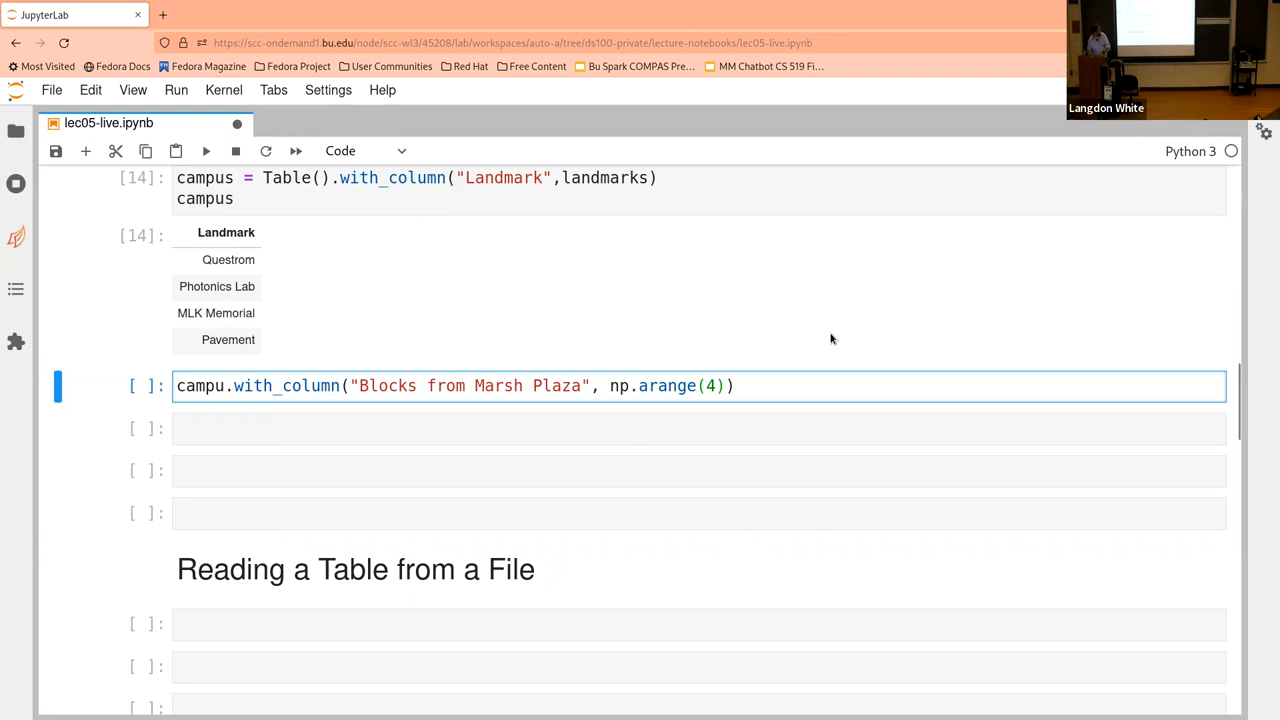 JupyterLab
https://scc-ondemand1.bu.edu/node/scc-wl3/45208/lab/workspaces/auto-a/tree/ds100-private/lecture-notebooks/lec05-live.ipynb
Most Visited Fedora Docs Fedora Magazine Fedora Project User Communities Red Hat Free Content Bu Spark COMPAS Pre… MM Chatbot CS 519 Fi…
File Edit View Run Kernel Tabs Settings Help
Langdon White
lec05-live.ipynb
Code Python 3
[14]: campus = Table().with_column("Landmark",landmarks)
campus
[14]: Landmark
Questrom
Photonics Lab
MLK Memorial
Pavement
[ ]: campu.with_column("Blocks from Marsh Plaza", np.arange(4))
[ ]:
[ ]:
[ ]:
Reading a Table from a File
[ ]:
[ ]:
[ ]: